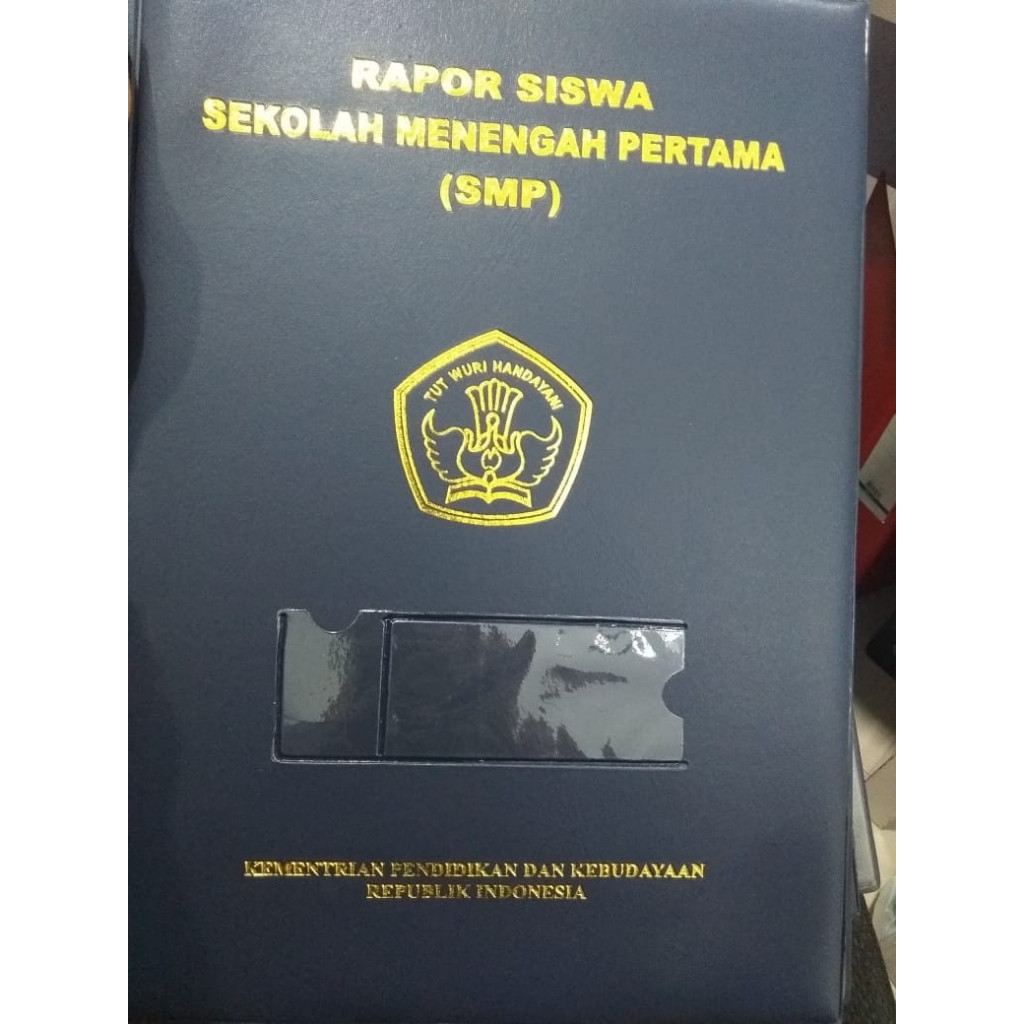 RAPOR SISWA
SEKOLAH MENENGAH PERTAMA
(SMP)
TUT WURI HANDAYANI
KEMENTRIAN PENDIDIKAN DAN KEBUDAYAAN
REPUBLIK INDONESIA